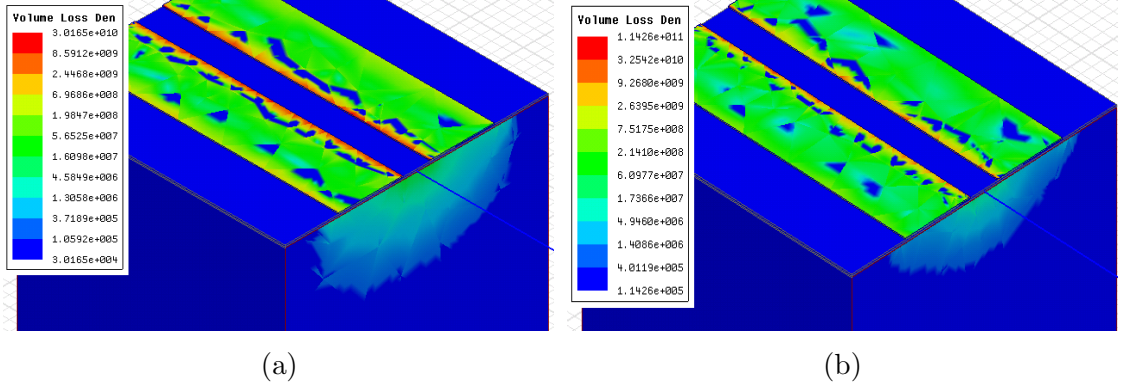 Volume Loss Den
3.0165e+010
8.5912e+009
2.4468e+009
6.9686e+008
1.9847e+008
5.6525e+007
1.6098e+007
4.5849e+006
1.3058e+006
3.7189e+005
1.0592e+005
3.0165e+004
(a)
Volume Loss Den
1.1426e+011
3.2542e+010
9.2680e+009
2.6395e+009
7.5175e+008
2.1410e+008
6.0977e+007
1.7366e+007
4.9460e+006
1.4086e+006
4.0119e+005
1.1426e+005
(b)